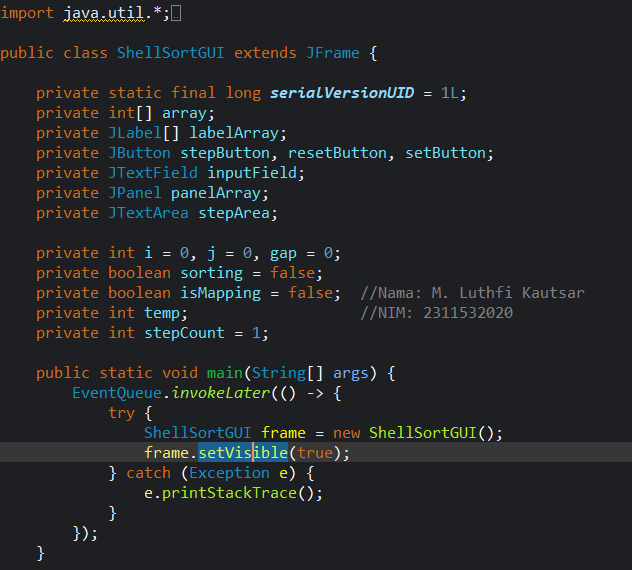 import java.util.*;
public class ShellSortGUI extends JFrame {
private static final long serialVersionUID = 1L;
private int[] array;
private JLabel[] labelArray;
private JButton stepButton, resetButton, setButton;
private JTextField inputField;
private JPanel panelArray;
private JTextArea stepArea;
private int i = 0, j = 0, gap = 0;
private boolean sorting = false;
private boolean isMapping = false; //Nama: M. Luthfi Kautsar
private int temp; //NIM: 2311532020
private int stepCount = 1;
public static void main(String[] args) {
EventQueue.invokeLater(() -> {
try {
ShellSortGUI frame = new ShellSortGUI();
frame.setVisible(true);
} catch (Exception e) {
e.printStackTrace();
}
});
}